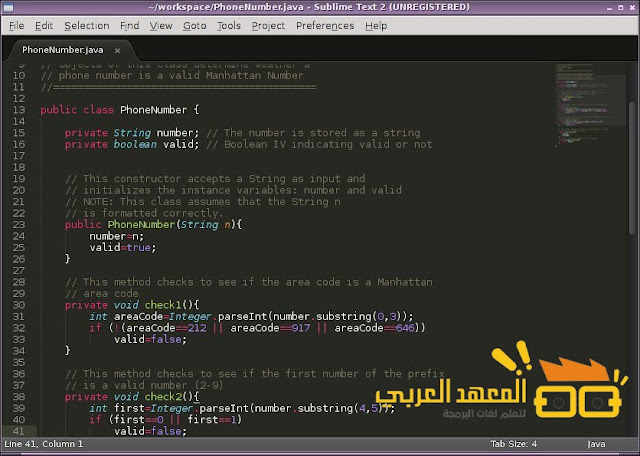 ~/workspace/PhoneNumber.java - Sublime Text 2 (UNREGISTERED)
File Edit Selection Find View Goto Tools Project Preferences Help
PhoneNumber.java ×
9 // Objects of this class determine weather a
10 // phone number is a valid Manhattan Number
11 //=========================================
12
13 public class PhoneNumber {
14
15 private String number; // The number is stored as a string
16 private boolean valid; // Boolean IV indicating valid or not
17
18
19 // This constructor accepts a String as input and
20 // initializes the instance variables: number and valid
21 // NOTE: This class assumes that the String n
22 // is formatted correctly.
23 public PhoneNumber(String n){
24 number=n;
25 valid=true;
26 }
27
28 // This method checks to see if the area code is a Manhattan
29 // area code
30 private void check1(){
31 int areaCode=Integer.parseInt(number.substring(0,3));
32 if (!(areaCode==212 || areaCode==917 || areaCode==646))
33 valid=false;
34 }
35
36 // This method checks to see if the first number of the prefix
37 // is a valid number (2-9)
38 private void check2(){
39 int first=Integer.parseInt(number.substring(4,5));
40 if (first==0 || first==1)
41 valid=false;
المعهد العربي
لتعلم لغات البرمجة
Line 41, Column 1 Tab Size: 4 Java